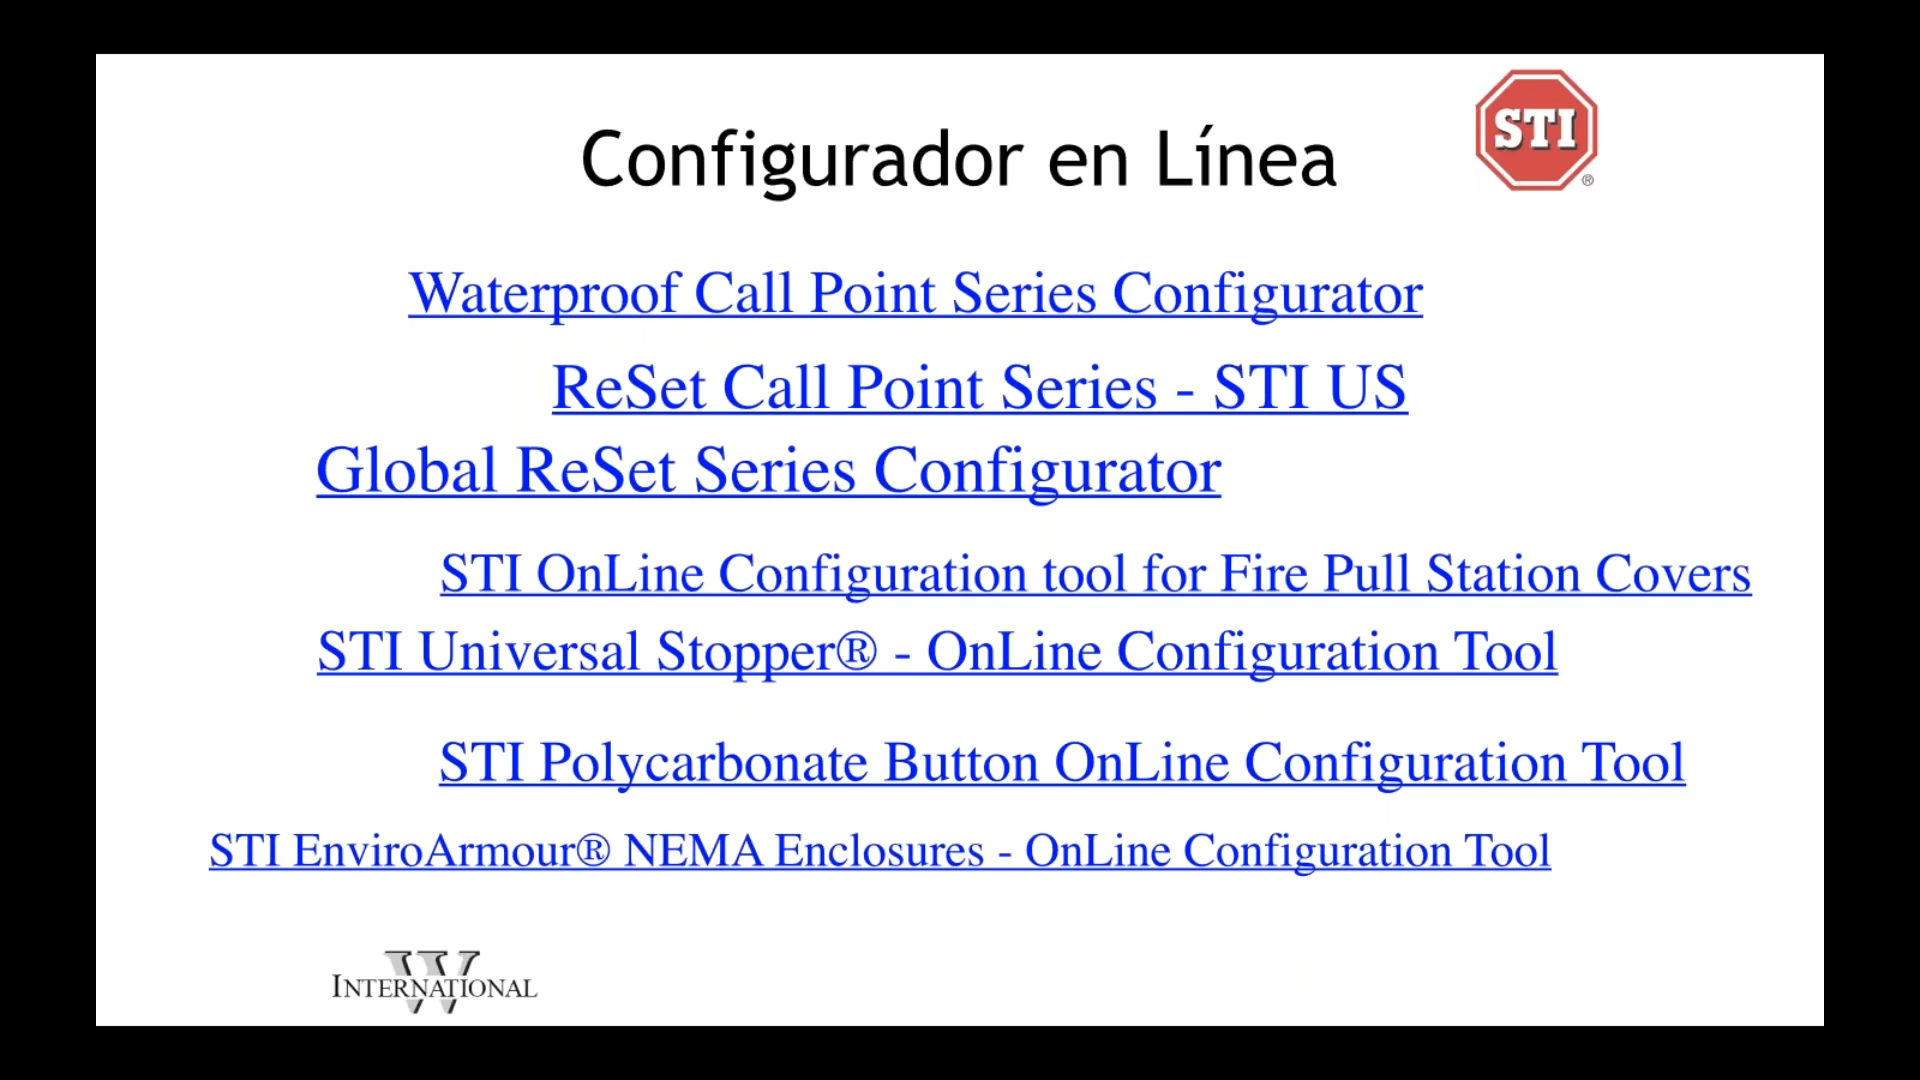 Configurador en Línea
STI
®
Waterproof Call Point Series Configurator
ReSet Call Point Series - STI US
Global ReSet Series Configurator
STI OnLine Configuration tool for Fire Pull Station Covers
STI Universal Stopper® - OnLine Configuration Tool
STI Polycarbonate Button OnLine Configuration Tool
STI EnviroArmour® NEMA Enclosures - OnLine Configuration Tool
W
INTERNATIONAL